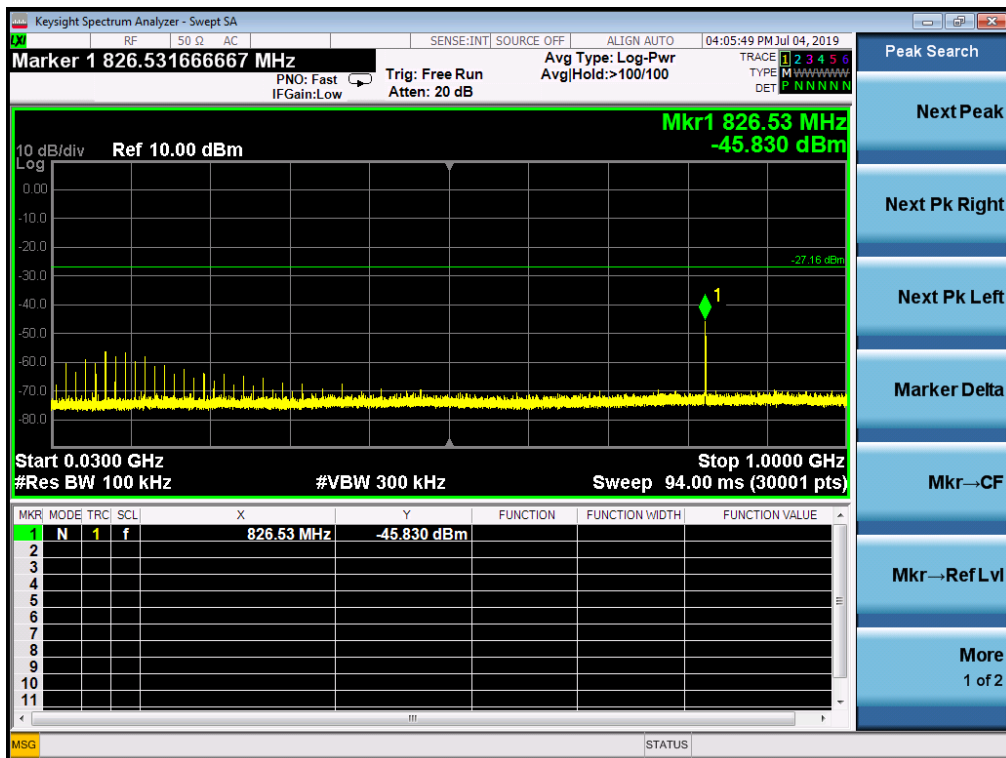 Keysight Spectrum Analyzer - Swept SA
LXI RF 50 Ω AC SENSE:INT SOURCE OFF ALIGN AUTO 04:05:49 PM Jul 04, 2019
Marker 1 826.531666667 MHz
PNO: Fast
IFGain:Low
Trig: Free Run
Atten: 20 dB
Avg Type: Log-Pwr
Avg|Hold:>100/100
TRACE 1 2 3 4 5 6
TYPE M WWWWW
DET P N N N N N
Mkr1 826.53 MHz
-45.830 dBm
10 dB/div Ref 10.00 dBm
Log
0.00
-10.0
-20.0
-27.16 dBm
-30.0
-40.0
1
-50.0
-60.0
-70.0
-80.0
Start 0.0300 GHz Stop 1.0000 GHz
#Res BW 100 kHz #VBW 300 kHz Sweep 94.00 ms (30001 pts)
MKR MODE TRC SCL X Y FUNCTION FUNCTION WIDTH FUNCTION VALUE
1 N 1 f 826.53 MHz -45.830 dBm
2
3
4
5
6
7
8
9
10
11
MSG STATUS
Peak Search
Next Peak
Next Pk Right
Next Pk Left
Marker Delta
Mkr→CF
Mkr→Ref Lvl
More
1 of 2